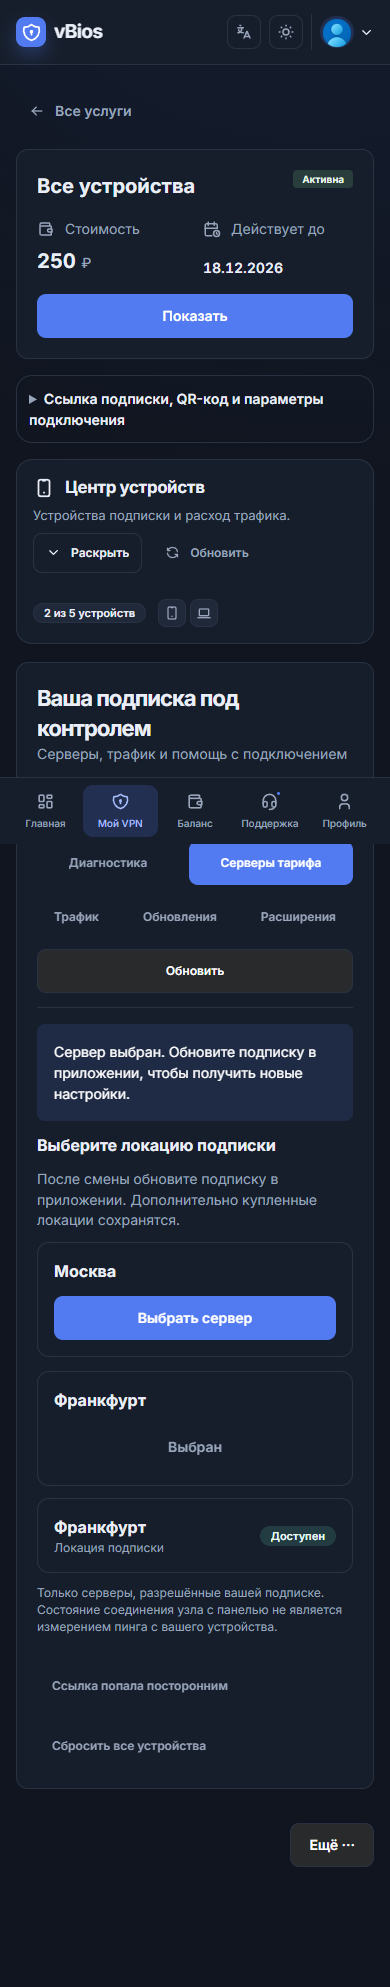 vBios
Все услуги
Все устройства
Активна
Стоимость
Действует до
250 ₽
18.12.2026
Показать
Ссылка подписки, QR-код и параметры
подключения
Центр устройств
Устройства подписки и расход трафика.
Раскрыть
Обновить
2 из 5 устройств
Ваша подписка под
контролем
Серверы, трафик и помощь с подключением
Главная
Мой VPN
Баланс
Поддержка
Профиль
Диагностика
Серверы тарифа
Трафик
Обновления
Расширения
Обновить
Сервер выбран. Обновите подписку в
приложении, чтобы получить новые
настройки.
Выберите локацию подписки
После смены обновите подписку в
приложении. Дополнительно купленные
локации сохранятся.
Москва
Выбрать сервер
Франкфурт
Выбран
Франкфурт
Локация подписки
Доступен
Только серверы, разрешённые вашей подписке.
Состояние соединения узла с панелью не является
измерением пинга с вашего устройства.
Ссылка попала посторонним
Сбросить все устройства
Ещё ···